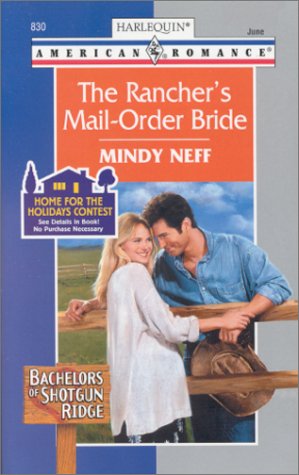 830
HARLEQUIN®
June
AMERICAN ROMANCE®
The Rancher's
Mail-Order Bride
MINDY NEFF
HOME FOR THE
HOLIDAYS CONTEST
See Details in Book!
No Purchase Necessary
BACHELORS
OF SHOTGUN
RIDGE